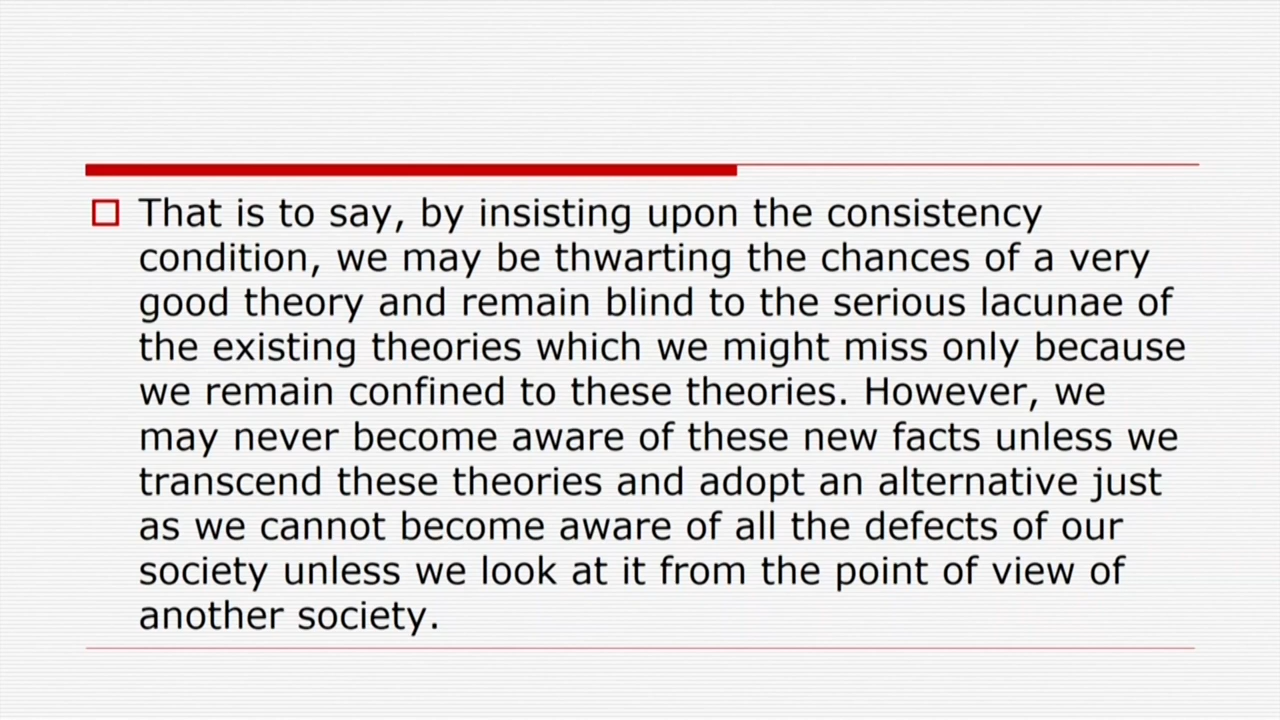 That is to say, by insisting upon the consistency
condition, we may be thwarting the chances of a very
good theory and remain blind to the serious lacunae of
the existing theories which we might miss only because
we remain confined to these theories. However, we
may never become aware of these new facts unless we
transcend these theories and adopt an alternative just
as we cannot become aware of all the defects of our
society unless we look at it from the point of view of
another society.